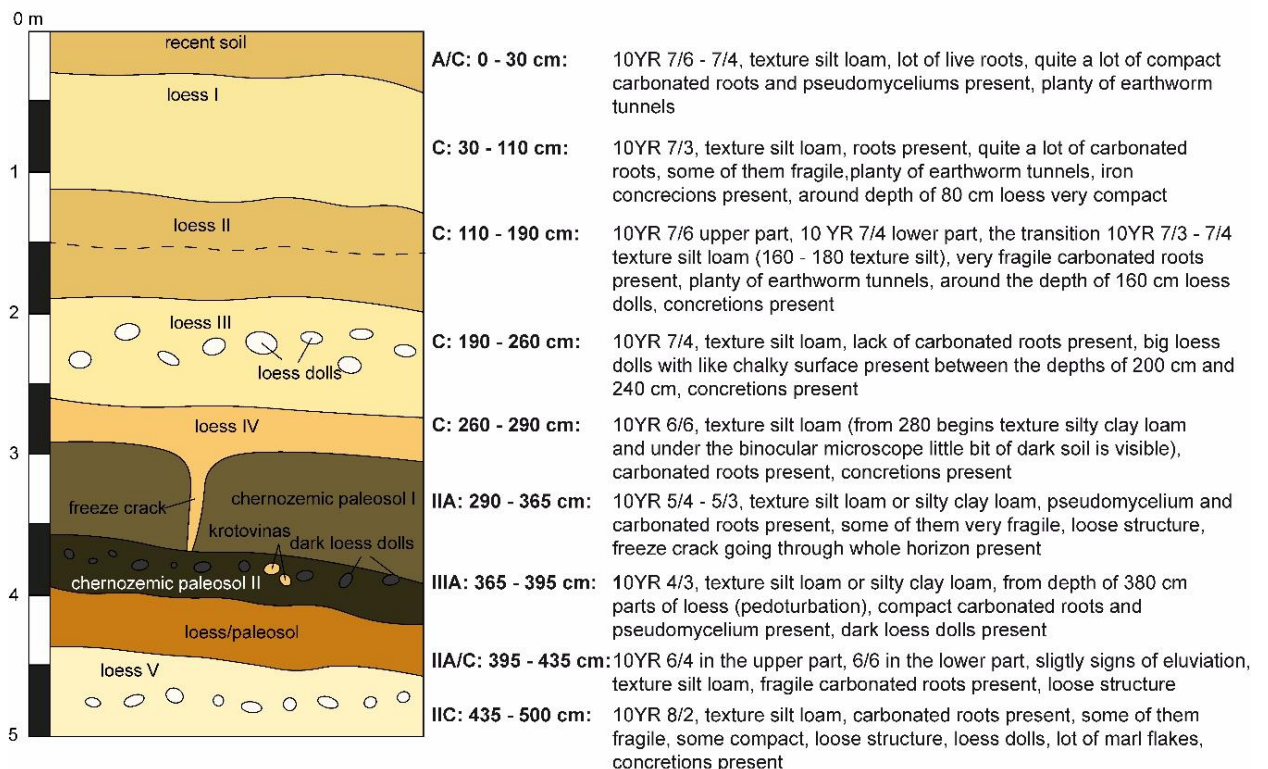 0 m
recent soil
loess I
1
loess II
2
loess III
loess dolls
loess IV
3
chernozemic paleosol I
freeze crack
krotovinas
dark loess dolls
chernozemic paleosol II
4
loess/paleosol
loess V
5
A/C: 0 - 30 cm: 10YR 7/6 - 7/4, texture silt loam, lot of live roots, quite a lot of compact
carbonated roots and pseudomyceliums present, planty of earthworm
tunnels
C: 30 - 110 cm: 10YR 7/3, texture silt loam, roots present, quite a lot of carbonated
roots, some of them fragile,planty of earthworm tunnels, iron
concrecions present, around depth of 80 cm loess very compact
C: 110 - 190 cm: 10YR 7/6 upper part, 10 YR 7/4 lower part, the transition 10YR 7/3 - 7/4
texture silt loam (160 - 180 texture silt), very fragile carbonated roots
present, planty of earthworm tunnels, around the depth of 160 cm loess
dolls, concretions present
C: 190 - 260 cm: 10YR 7/4, texture silt loam, lack of carbonated roots present, big loess
dolls with like chalky surface present between the depths of 200 cm and
240 cm, concretions present
C: 260 - 290 cm: 10YR 6/6, texture silt loam (from 280 begins texture silty clay loam
and under the binocular microscope little bit of dark soil is visible),
carbonated roots present, concretions present
IIA: 290 - 365 cm: 10YR 5/4 - 5/3, texture silt loam or silty clay loam, pseudomycelium and
carbonated roots present, some of them very fragile, loose structure,
freeze crack going through whole horizon present
IIIA: 365 - 395 cm: 10YR 4/3, texture silt loam or silty clay loam, from depth of 380 cm
parts of loess (pedoturbation), compact carbonated roots and
pseudomycelium present, dark loess dolls present
IIA/C: 395 - 435 cm: 10YR 6/4 in the upper part, 6/6 in the lower part, sligtly signs of eluviation,
texture silt loam, fragile carbonated roots present, loose structure
IIC: 435 - 500 cm: 10YR 8/2, texture silt loam, carbonated roots present, some of them
fragile, some compact, loose structure, loess dolls, lot of marl flakes,
concretions present